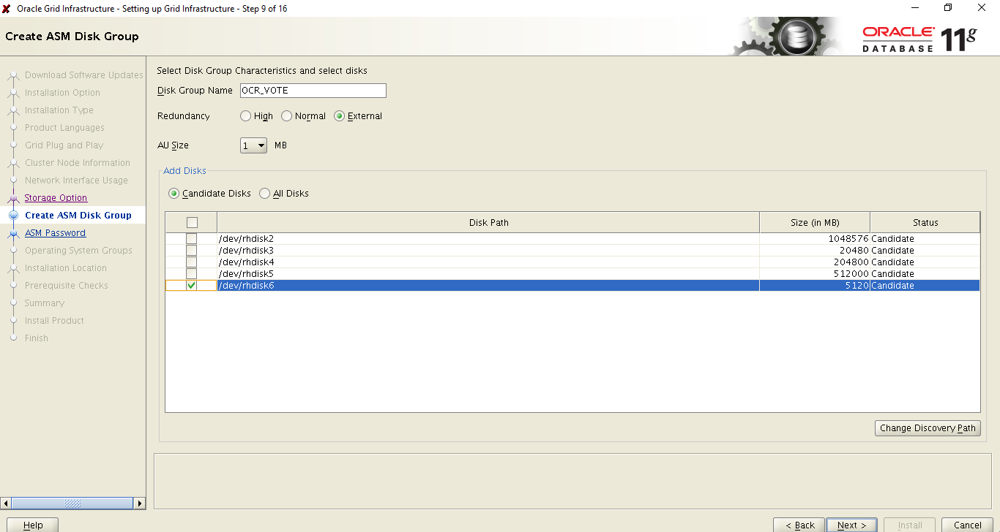 Oracle Grid Infrastructure - Setting up Grid Infrastructure - Step 9 of 16
Create ASM Disk Group
ORACLE
DATABASE 11g
Download Software Updates
Installation Option
Installation Type
Product Languages
Grid Plug and Play
Cluster Node Information
Network Interface Usage
Storage Option
Create ASM Disk Group
ASM Password
Operating System Groups
Installation Location
Prerequisite Checks
Summary
Install Product
Finish
Select Disk Group Characteristics and select disks
Disk Group Name OCR_VOTE
Redundancy High Normal External
AU Size 1 MB
Add Disks
Candidate Disks All Disks
Disk Path Size (in MB) Status
/dev/rhdisk2 1048576 Candidate
/dev/rhdisk3 20480 Candidate
/dev/rhdisk4 204800 Candidate
/dev/rhdisk5 512000 Candidate
/dev/rhdisk6 5120 Candidate
Change Discovery Path
Help < Back Next > Install Cancel